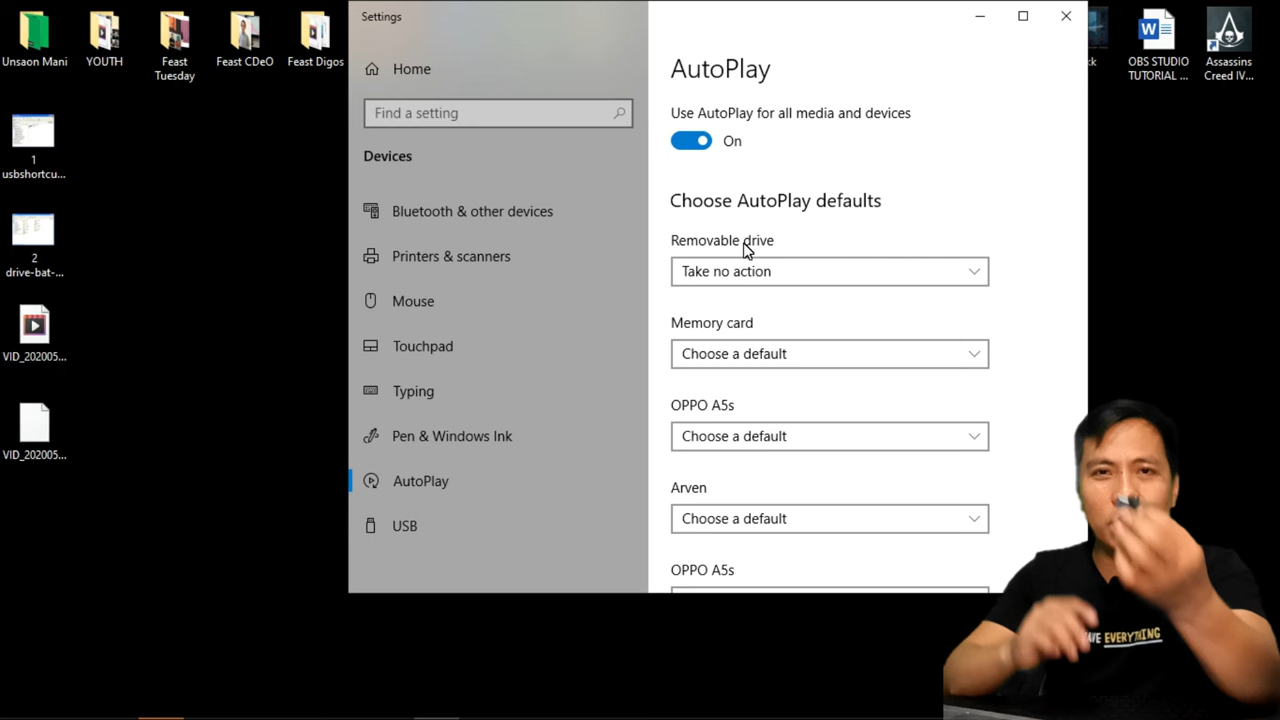 Unsaon Mani
YOUTH
Feast
Tuesday
Feast CDeO
Feast Digos
1
usbshortcu...
2
drive-bat-...
VID_202005...
VID_202005...
Settings
Home
Find a setting
Devices
Bluetooth & other devices
Printers & scanners
Mouse
Touchpad
Typing
Pen & Windows Ink
AutoPlay
USB
AutoPlay
Use AutoPlay for all media and devices
On
Choose AutoPlay defaults
Removable drive
Take no action
Memory card
Choose a default
OPPO A5s
Choose a default
Arven
Choose a default
OPPO A5s
ck
OBS STUDIO
TUTORIAL ...
Assassins
Creed IV...
EVERYTHING